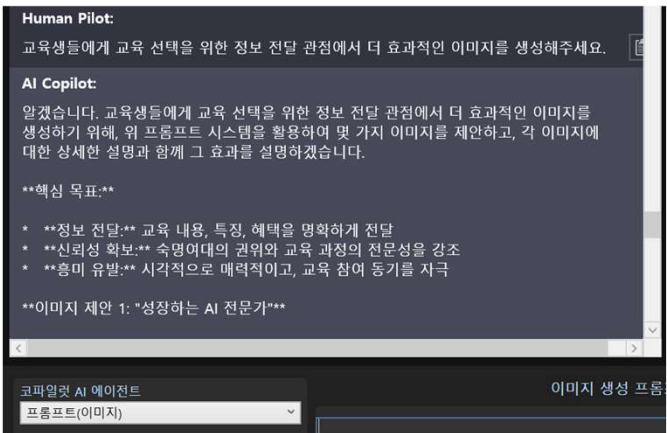 Human Pilot:
교육생들에게 교육 선택을 위한 정보 전달 관점에서 더 효과적인 이미지를 생성해주세요.
AI Copilot:
알겠습니다. 교육생들에게 교육 선택을 위한 정보 전달 관점에서 더 효과적인 이미지를
생성하기 위해, 위 프롬프트 시스템을 활용하여 몇 가지 이미지를 제안하고, 각 이미지에
대한 상세한 설명과 함께 그 효과를 설명하겠습니다.
**핵심 목표:**
* **정보 전달:** 교육 내용, 특징, 혜택을 명확하게 전달
* **신뢰성 확보:** 숙명여대의 권위와 교육 과정의 전문성을 강조
* **흥미 유발:** 시각적으로 매력적이고, 교육 참여 동기를 자극
**이미지 제안 1: "성장하는 AI 전문가"**
코파일럿 AI 에이전트
이미지 생성 프롬
프롬프트(이미지)